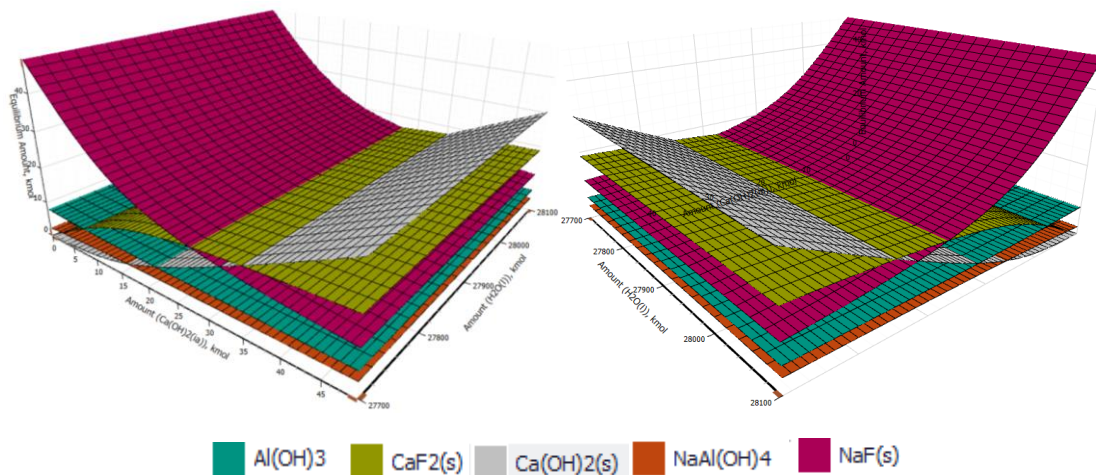 Equilibrium Amount, kmol
40
30
20
10
0
0
5
10
15
20
25
30
35
40
45
Amount (Ca(OH)2(ia)), kmol
27700
27800
27900
28000
28100
Amount (H2O(l)), kmol
27700
27800
27900
28000
28100
Amount (H2O(l)), kmol
Al(OH)3
CaF2(s)
Ca(OH)2(s)
NaAl(OH)4
NaF(s)